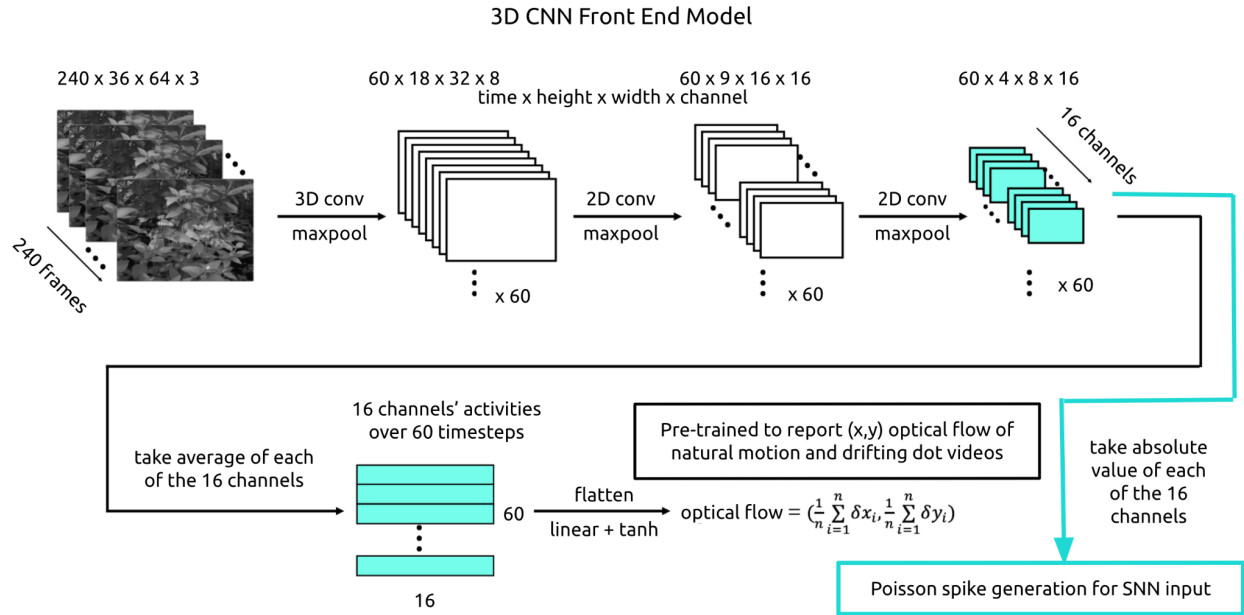 3D CNN Front End Model
240 x 36 x 64 x 3
60 x 18 x 32 x 8
60 x 9 x 16 x 16
60 x 4 x 8 x 16
time x height x width x channel
16 channels
240 frames
3D conv
maxpool
2D conv
maxpool
2D conv
maxpool
x 60
x 60
x 60
16 channels’ activities
over 60 timesteps
take average of each
of the 16 channels
60
16
flatten
linear + tanh
Pre-trained to report (x,y) optical flow of
natural motion and drifting dot videos
optical flow = (\frac{1}{n}\sum_{i=1}^{n} δx_i, \frac{1}{n}\sum_{i=1}^{n} δy_i)
take absolute
value of each
of the 16
channels
Poisson spike generation for SNN input